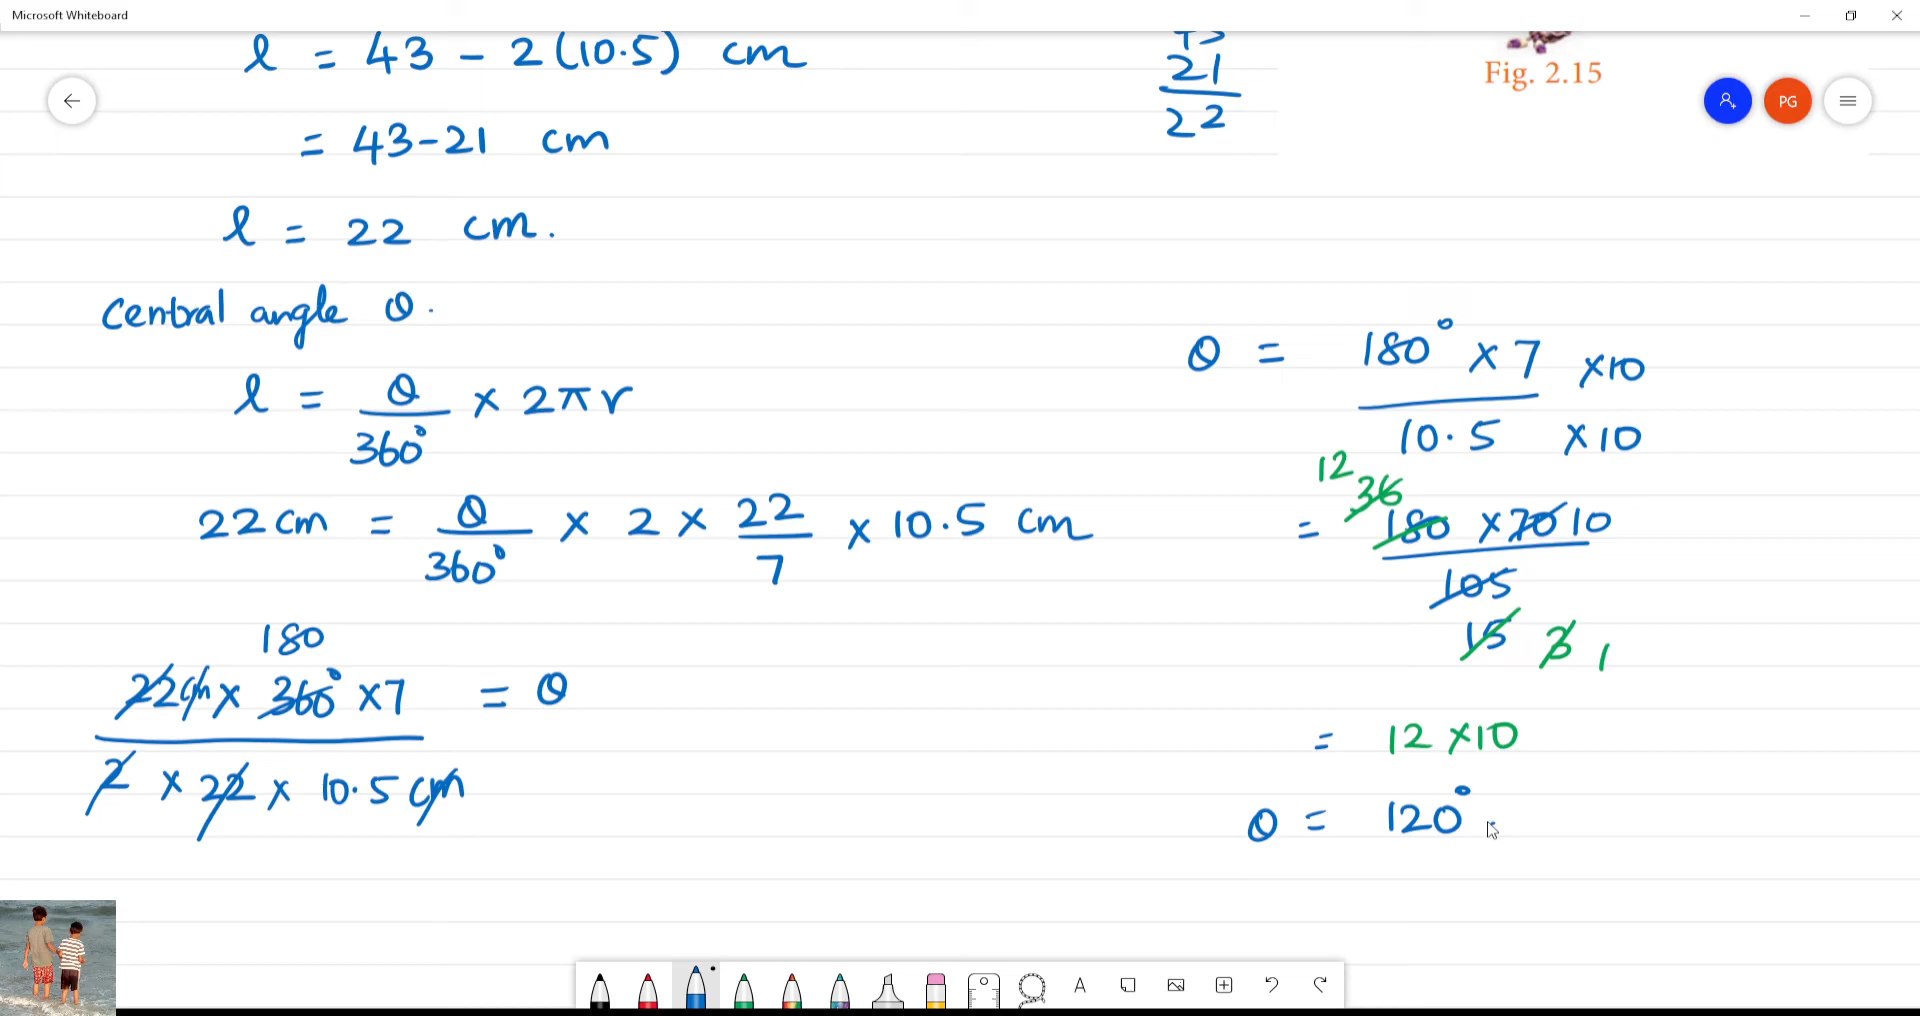 Microsoft Whiteboard
l = 43 - 2(10.5) cm
= 43-21 cm
l = 22 cm.
21
22
Fig. 2.15
PG
Central angle θ.
l = θ/360° × 2πr
22 cm = θ/360° × 2 × 22/7 × 10.5 cm
180
22cm × 360° × 7 = θ
2 × 22 × 10.5 cm
θ = 180° × 7 ×10
10.5 ×10
12 36
= 180 ×70 10
105
15 3 1
= 12 ×10
θ = 120°.
A